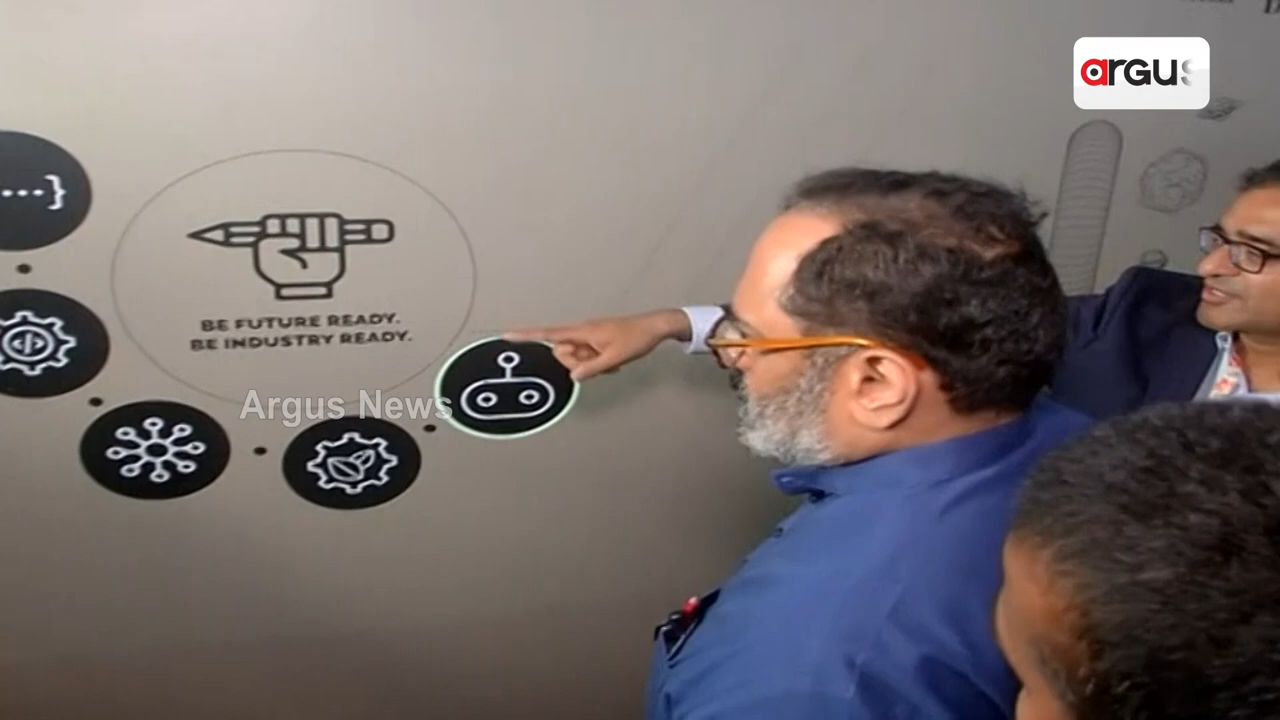 argus
····}
BE FUTURE READY.
BE INDUSTRY READY.
Argus News